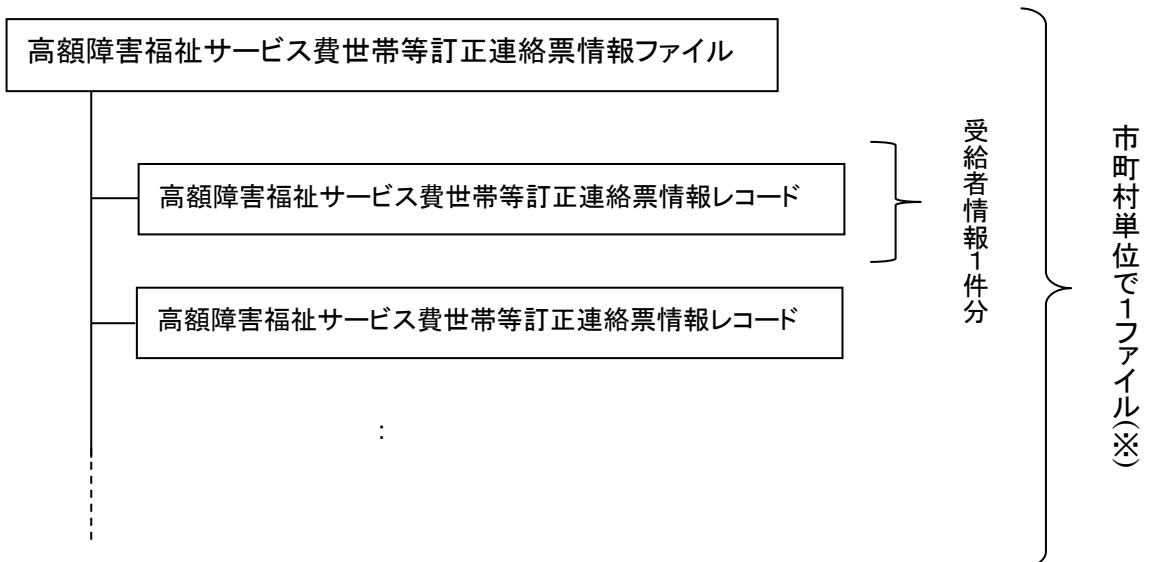 高額障害福祉サービス費世帯等訂正連絡票情報ファイル
高額障害福祉サービス費世帯等訂正連絡票情報レコード
高額障害福祉サービス費世帯等訂正連絡票情報レコード
:
受給者情報1件分
市町村単位で1ファイル(※)